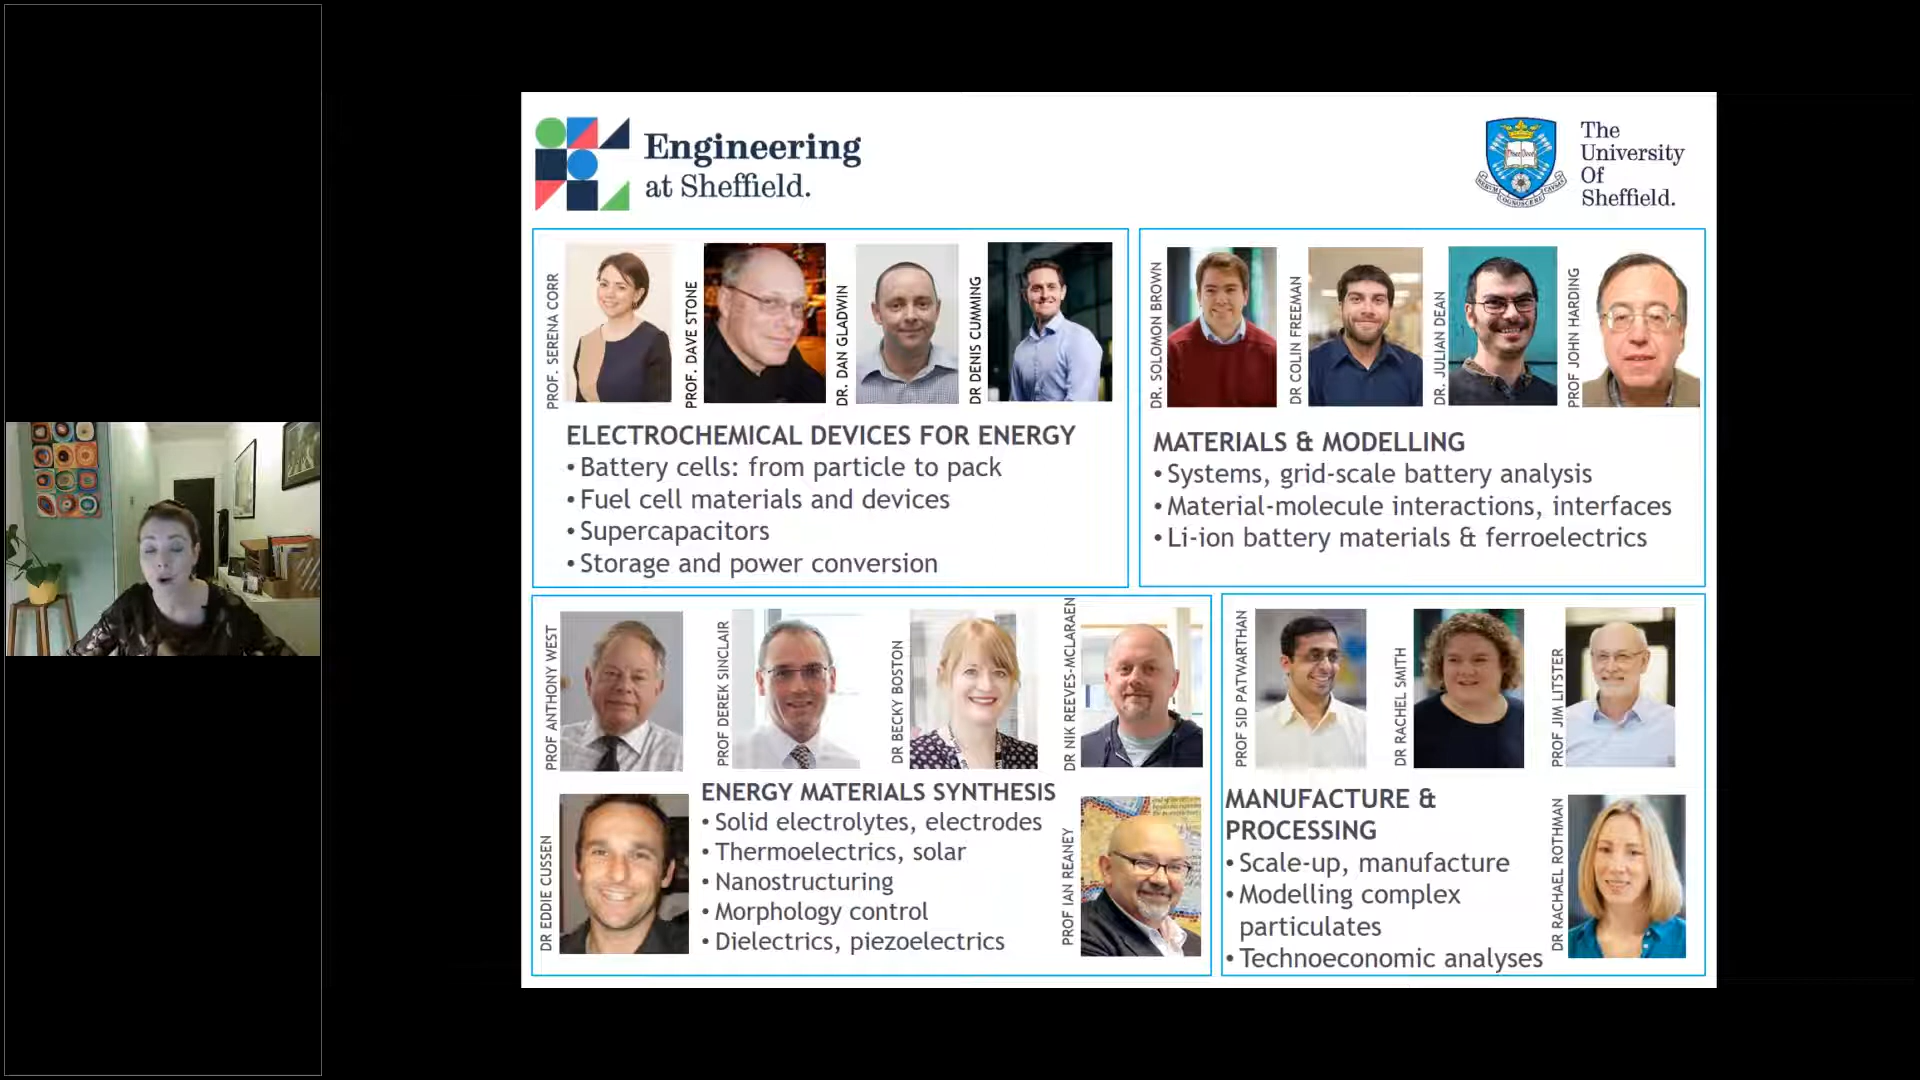 Engineering
at Sheffield.
The
University
Of
Sheffield.
PROF. SERENA CORR
PROF. DAVE STONE
DR. DAN GLADWIN
DR DENIS CUMMING
ELECTROCHEMICAL DEVICES FOR ENERGY
• Battery cells: from particle to pack
• Fuel cell materials and devices
• Supercapacitors
• Storage and power conversion
DR. SOLOMON BROWN
DR COLIN FREEMAN
DR. JULIAN DEAN
PROF JOHN HARDING
MATERIALS & MODELLING
• Systems, grid-scale battery analysis
• Material-molecule interactions, interfaces
• Li-ion battery materials & ferroelectrics
PROF ANTHONY WEST
PROF DEREK SINCLAIR
DR BECKY BOSTON
DR NIK REEVES-MCLARAEN
DR EDDIE CUSSEN
ENERGY MATERIALS SYNTHESIS
• Solid electrolytes, electrodes
• Thermoelectrics, solar
• Nanostructuring
• Morphology control
• Dielectrics, piezoelectrics
PROF IAN REANEY
PROF SID PATWARTHAN
DR RACHEL SMITH
PROF JIM LITSTER
MANUFACTURE &
PROCESSING
• Scale-up, manufacture
• Modelling complex
particulates
• Technoeconomic analyses
DR RACHAEL ROTHMAN